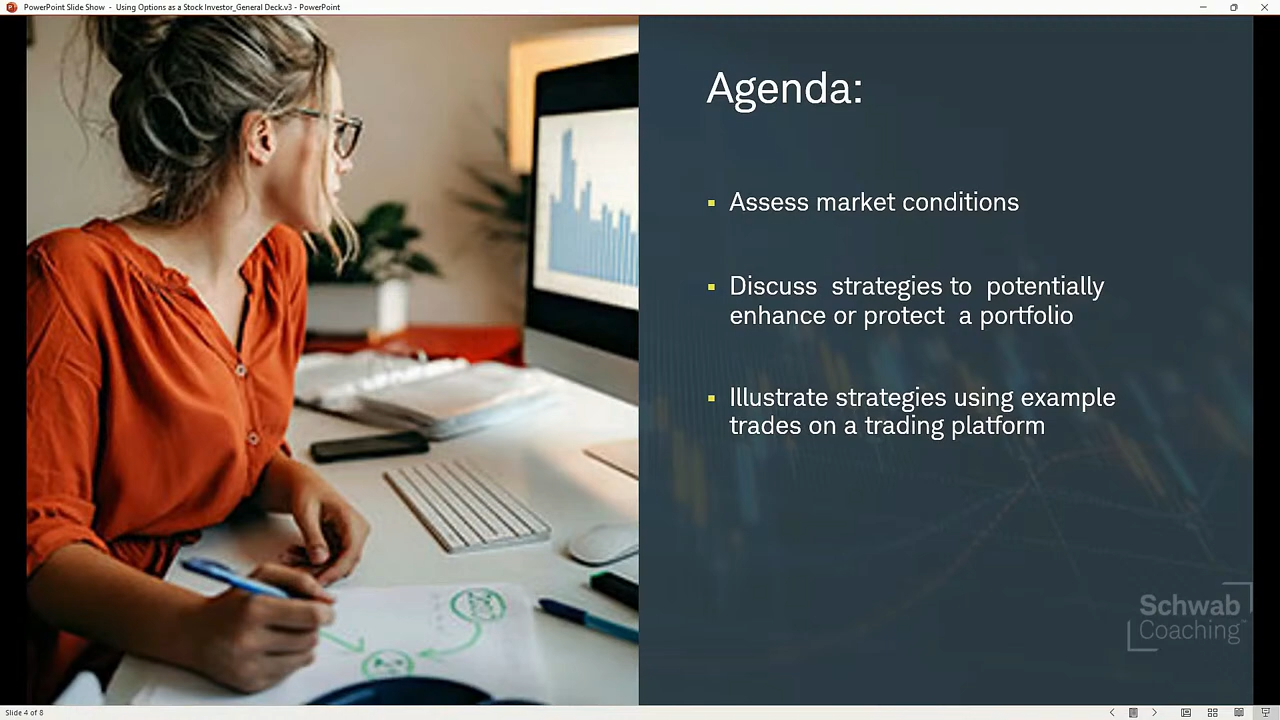 PowerPoint Slide Show - Using Options as a Stock Investor_General Deck.v3 - PowerPoint
Agenda:
▪ Assess market conditions
▪ Discuss strategies to potentially
enhance or protect a portfolio
▪ Illustrate strategies using example
trades on a trading platform
Schwab
Coaching™
Slide 4 of 8